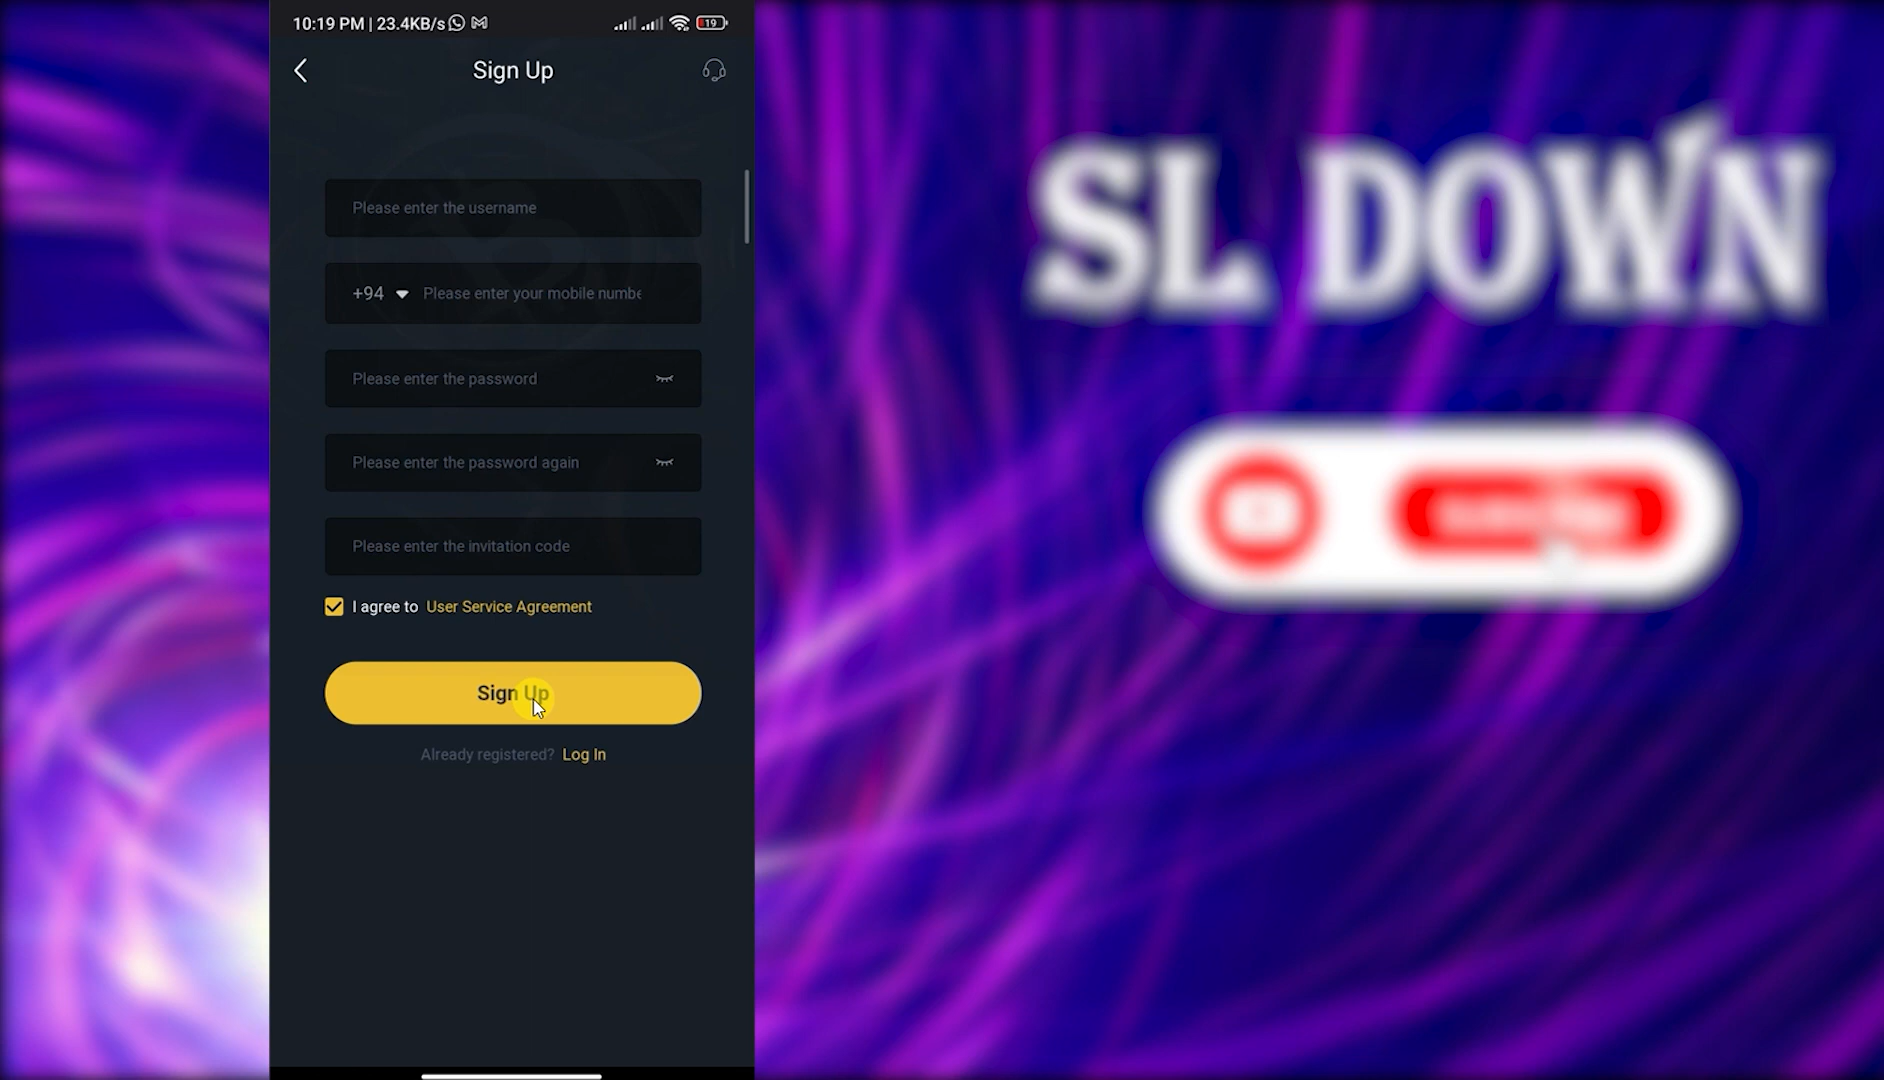 10:19 PM | 23.4KB/s
19
Sign Up
Please enter the username
+94 Please enter your mobile numbe
Please enter the password
Please enter the password again
Please enter the invitation code
I agree to User Service Agreement
Sign Up
Already registered? Log In
SL DOWN